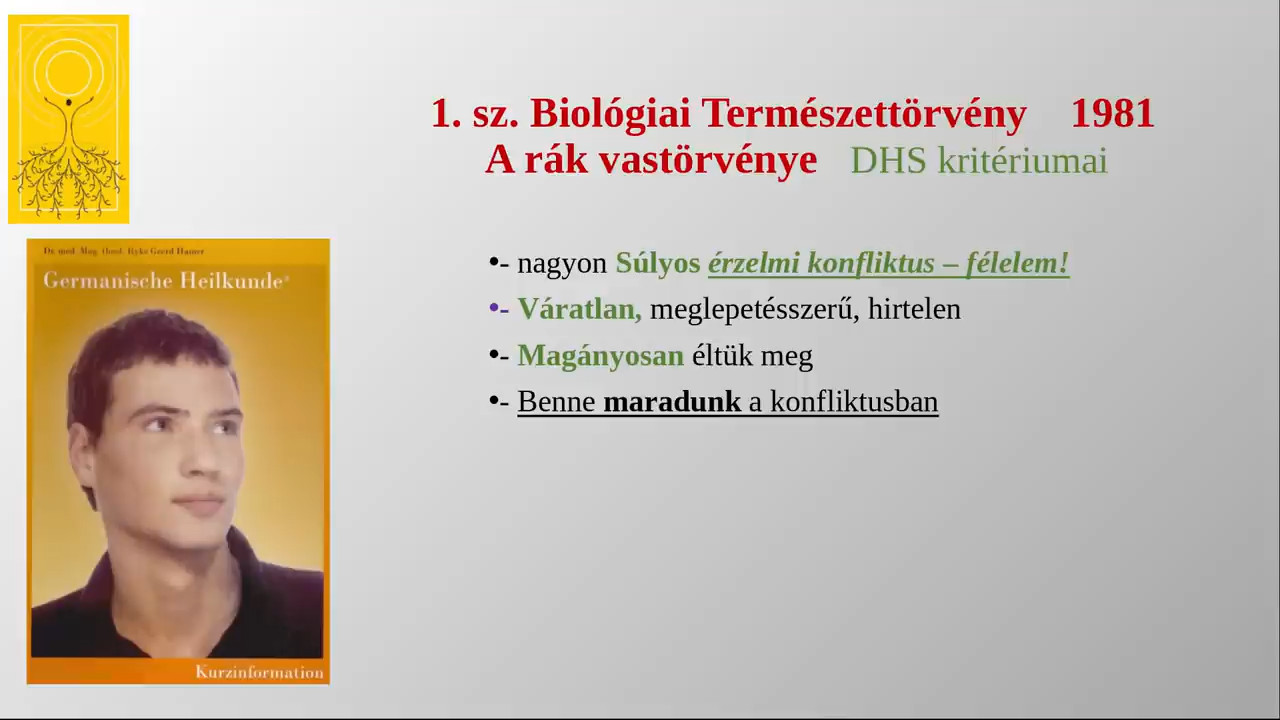 1. sz. Biológiai Természettörvény 1981
A rák vastörvénye DHS kritériumai
•- nagyon Súlyos érzelmi konfliktus – félelem!
•- Váratlan, meglepetésszerű, hirtelen
•- Magányosan éltük meg
•- Benne maradunk a konfliktusban
Dr. med. Mag. theol. Ryke Geerd Hamer
Germanische Heilkunde®
Kurzinformation